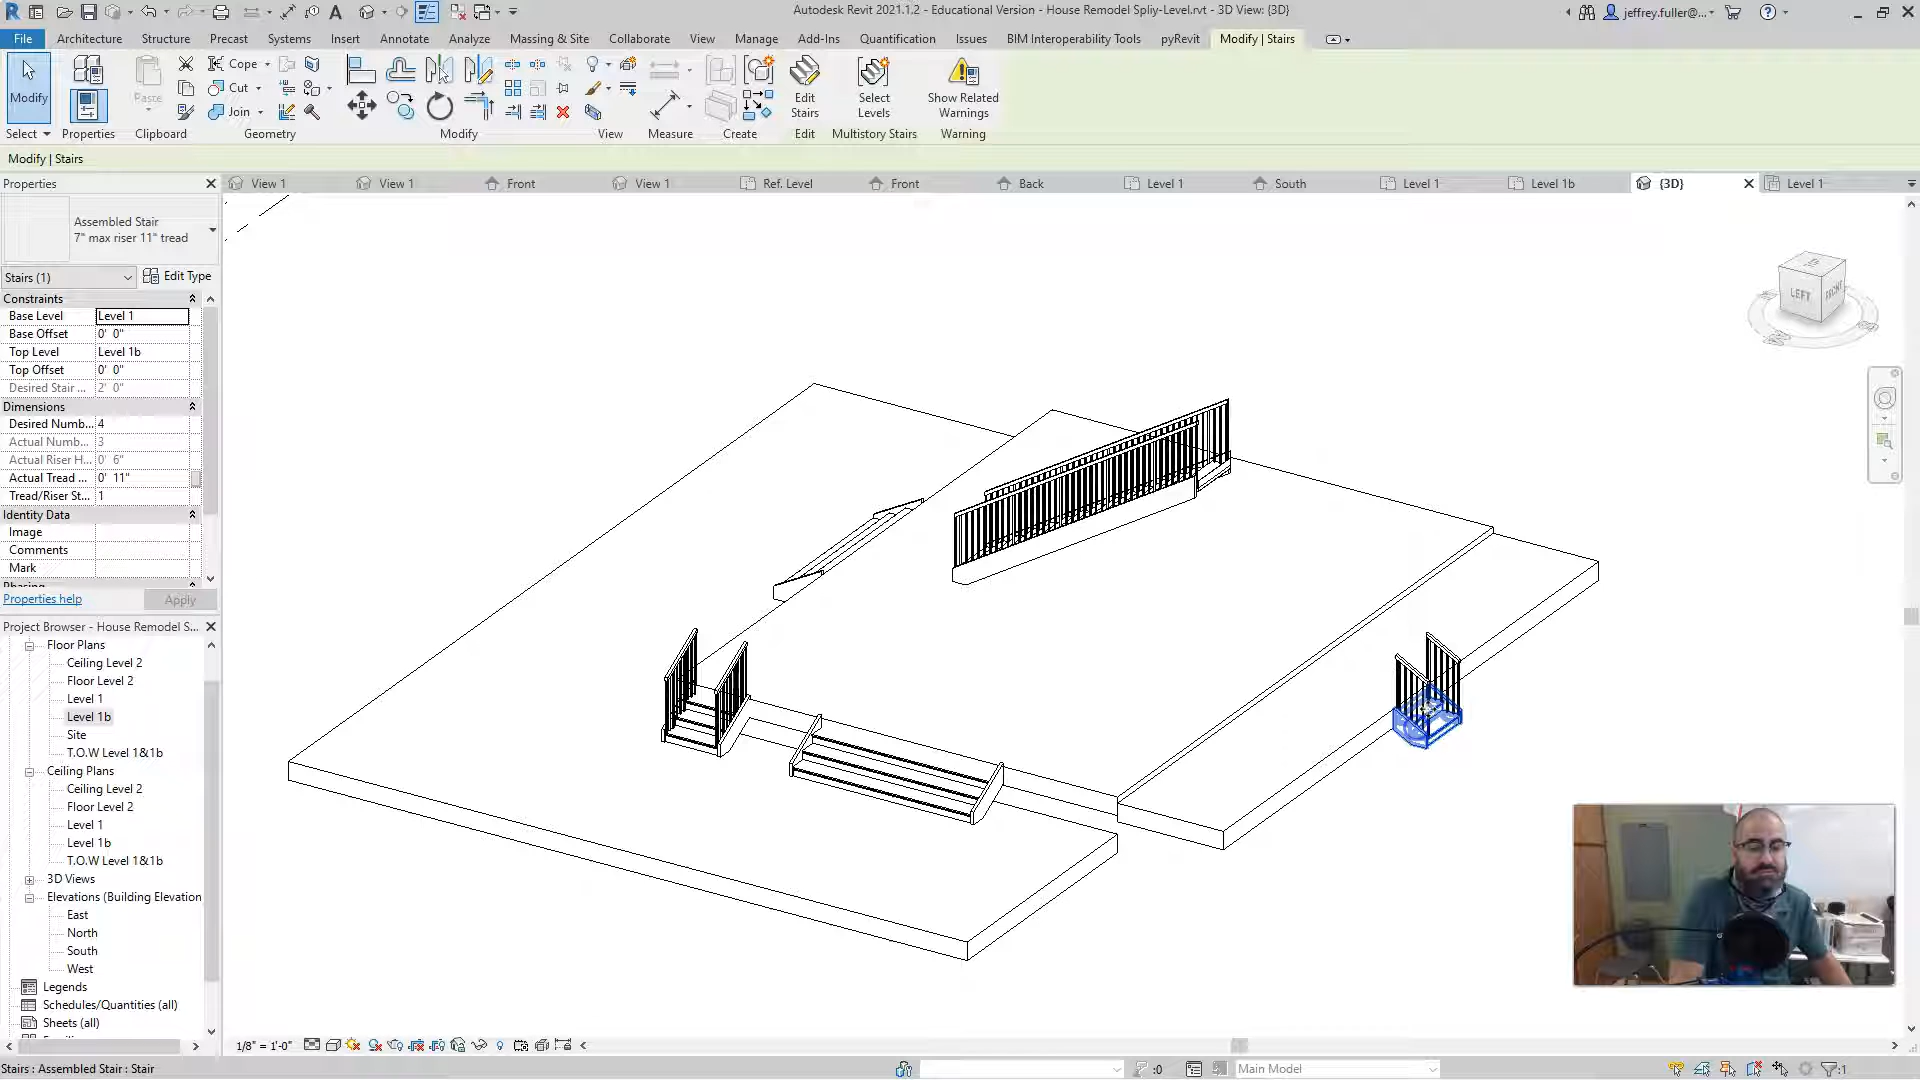 Autodesk Revit 2021.1.2 - Educational Version - House Remodel Spliy-Level.rvt - 3D View: {3D}
jeffrey.fuller@...
File Architecture Structure Precast Systems Insert Annotate Analyze Massing & Site Collaborate View Manage Add-Ins Quantification Issues BIM Interoperability Tools pyRevit Modify | Stairs
Modify
Paste
Cope
Cut
Join
Edit Stairs
Select Levels
Show Related Warnings
Select Properties Clipboard Geometry Modify View Measure Create Edit Multistory Stairs Warning
Modify | Stairs
Properties
View 1 View 1 Front View 1 Ref. Level Front Back Level 1 South Level 1 Level 1b {3D} Level 1
Assembled Stair
7" max riser 11" tread
Stairs (1) Edit Type
Constraints
Base Level Level 1
Base Offset 0' 0"
Top Level Level 1b
Top Offset 0' 0"
Desired Stair ... 2' 0"
Dimensions
Desired Numb... 4
Actual Numb... 3
Actual Riser H... 0' 6"
Actual Tread ... 0' 11"
Tread/Riser St... 1
Identity Data
Image
Comments
Mark
Phasing
Properties help Apply
Project Browser - House Remodel S...
Floor Plans
Ceiling Level 2
Floor Level 2
Level 1
Level 1b
Site
T.O.W Level 1&1b
Ceiling Plans
Ceiling Level 2
Floor Level 2
Level 1
Level 1b
T.O.W Level 1&1b
3D Views
Elevations (Building Elevation
East
North
South
West
Legends
Schedules/Quantities (all)
Sheets (all)
LEFT FRONT
1/8" = 1'-0"
Stairs : Assembled Stair : Stair
:0
Main Model
:1